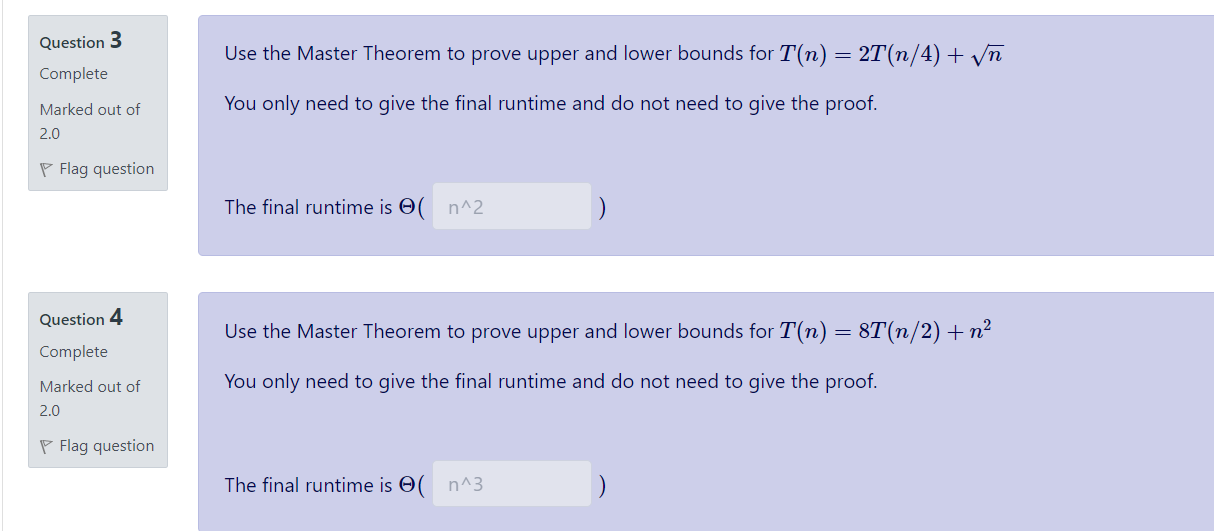 Question 3
Complete
Marked out of
2.0
Flag question
Use the Master Theorem to prove upper and lower bounds for T(n) = 2T(n/4) + √n
You only need to give the final runtime and do not need to give the proof.
The final runtime is Θ( n^2 )
Question 4
Complete
Marked out of
2.0
Flag question
Use the Master Theorem to prove upper and lower bounds for T(n) = 8T(n/2) + n²
You only need to give the final runtime and do not need to give the proof.
The final runtime is Θ( n^3 )